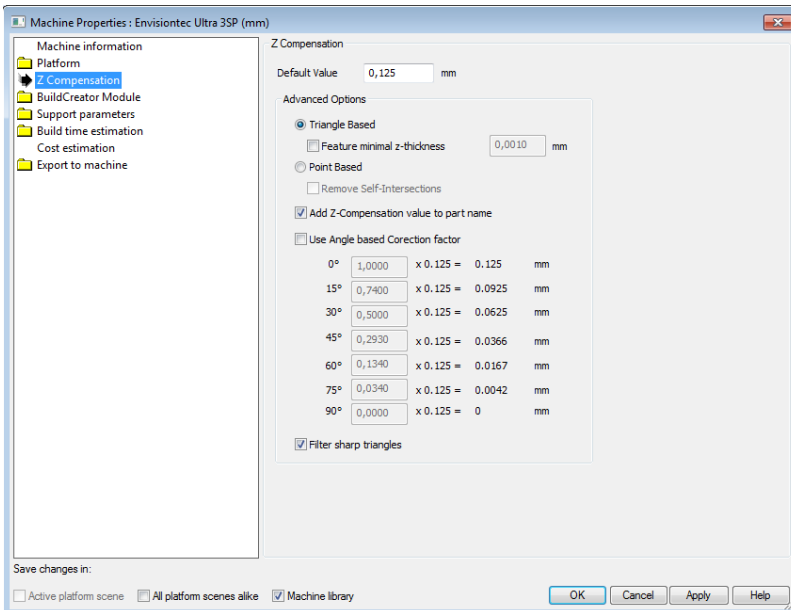 Machine Properties : Envisiontec Ultra 3SP (mm)
Machine information
Platform
Z Compensation
BuildCreator Module
Support parameters
Build time estimation
Cost estimation
Export to machine
Z Compensation
Default Value 0,125 mm
Advanced Options
Triangle Based
Feature minimal z-thickness 0,0010 mm
Point Based
Remove Self-Intersections
Add Z-Compensation value to part name
Use Angle based Corection factor
0° 1,0000 x 0.125 = 0.125 mm
15° 0,7400 x 0.125 = 0.0925 mm
30° 0,5000 x 0.125 = 0.0625 mm
45° 0,2930 x 0.125 = 0.0366 mm
60° 0,1340 x 0.125 = 0.0167 mm
75° 0,0340 x 0.125 = 0.0042 mm
90° 0,0000 x 0.125 = 0 mm
Filter sharp triangles
Save changes in:
Active platform scene All platform scenes alike Machine library OK Cancel Apply Help